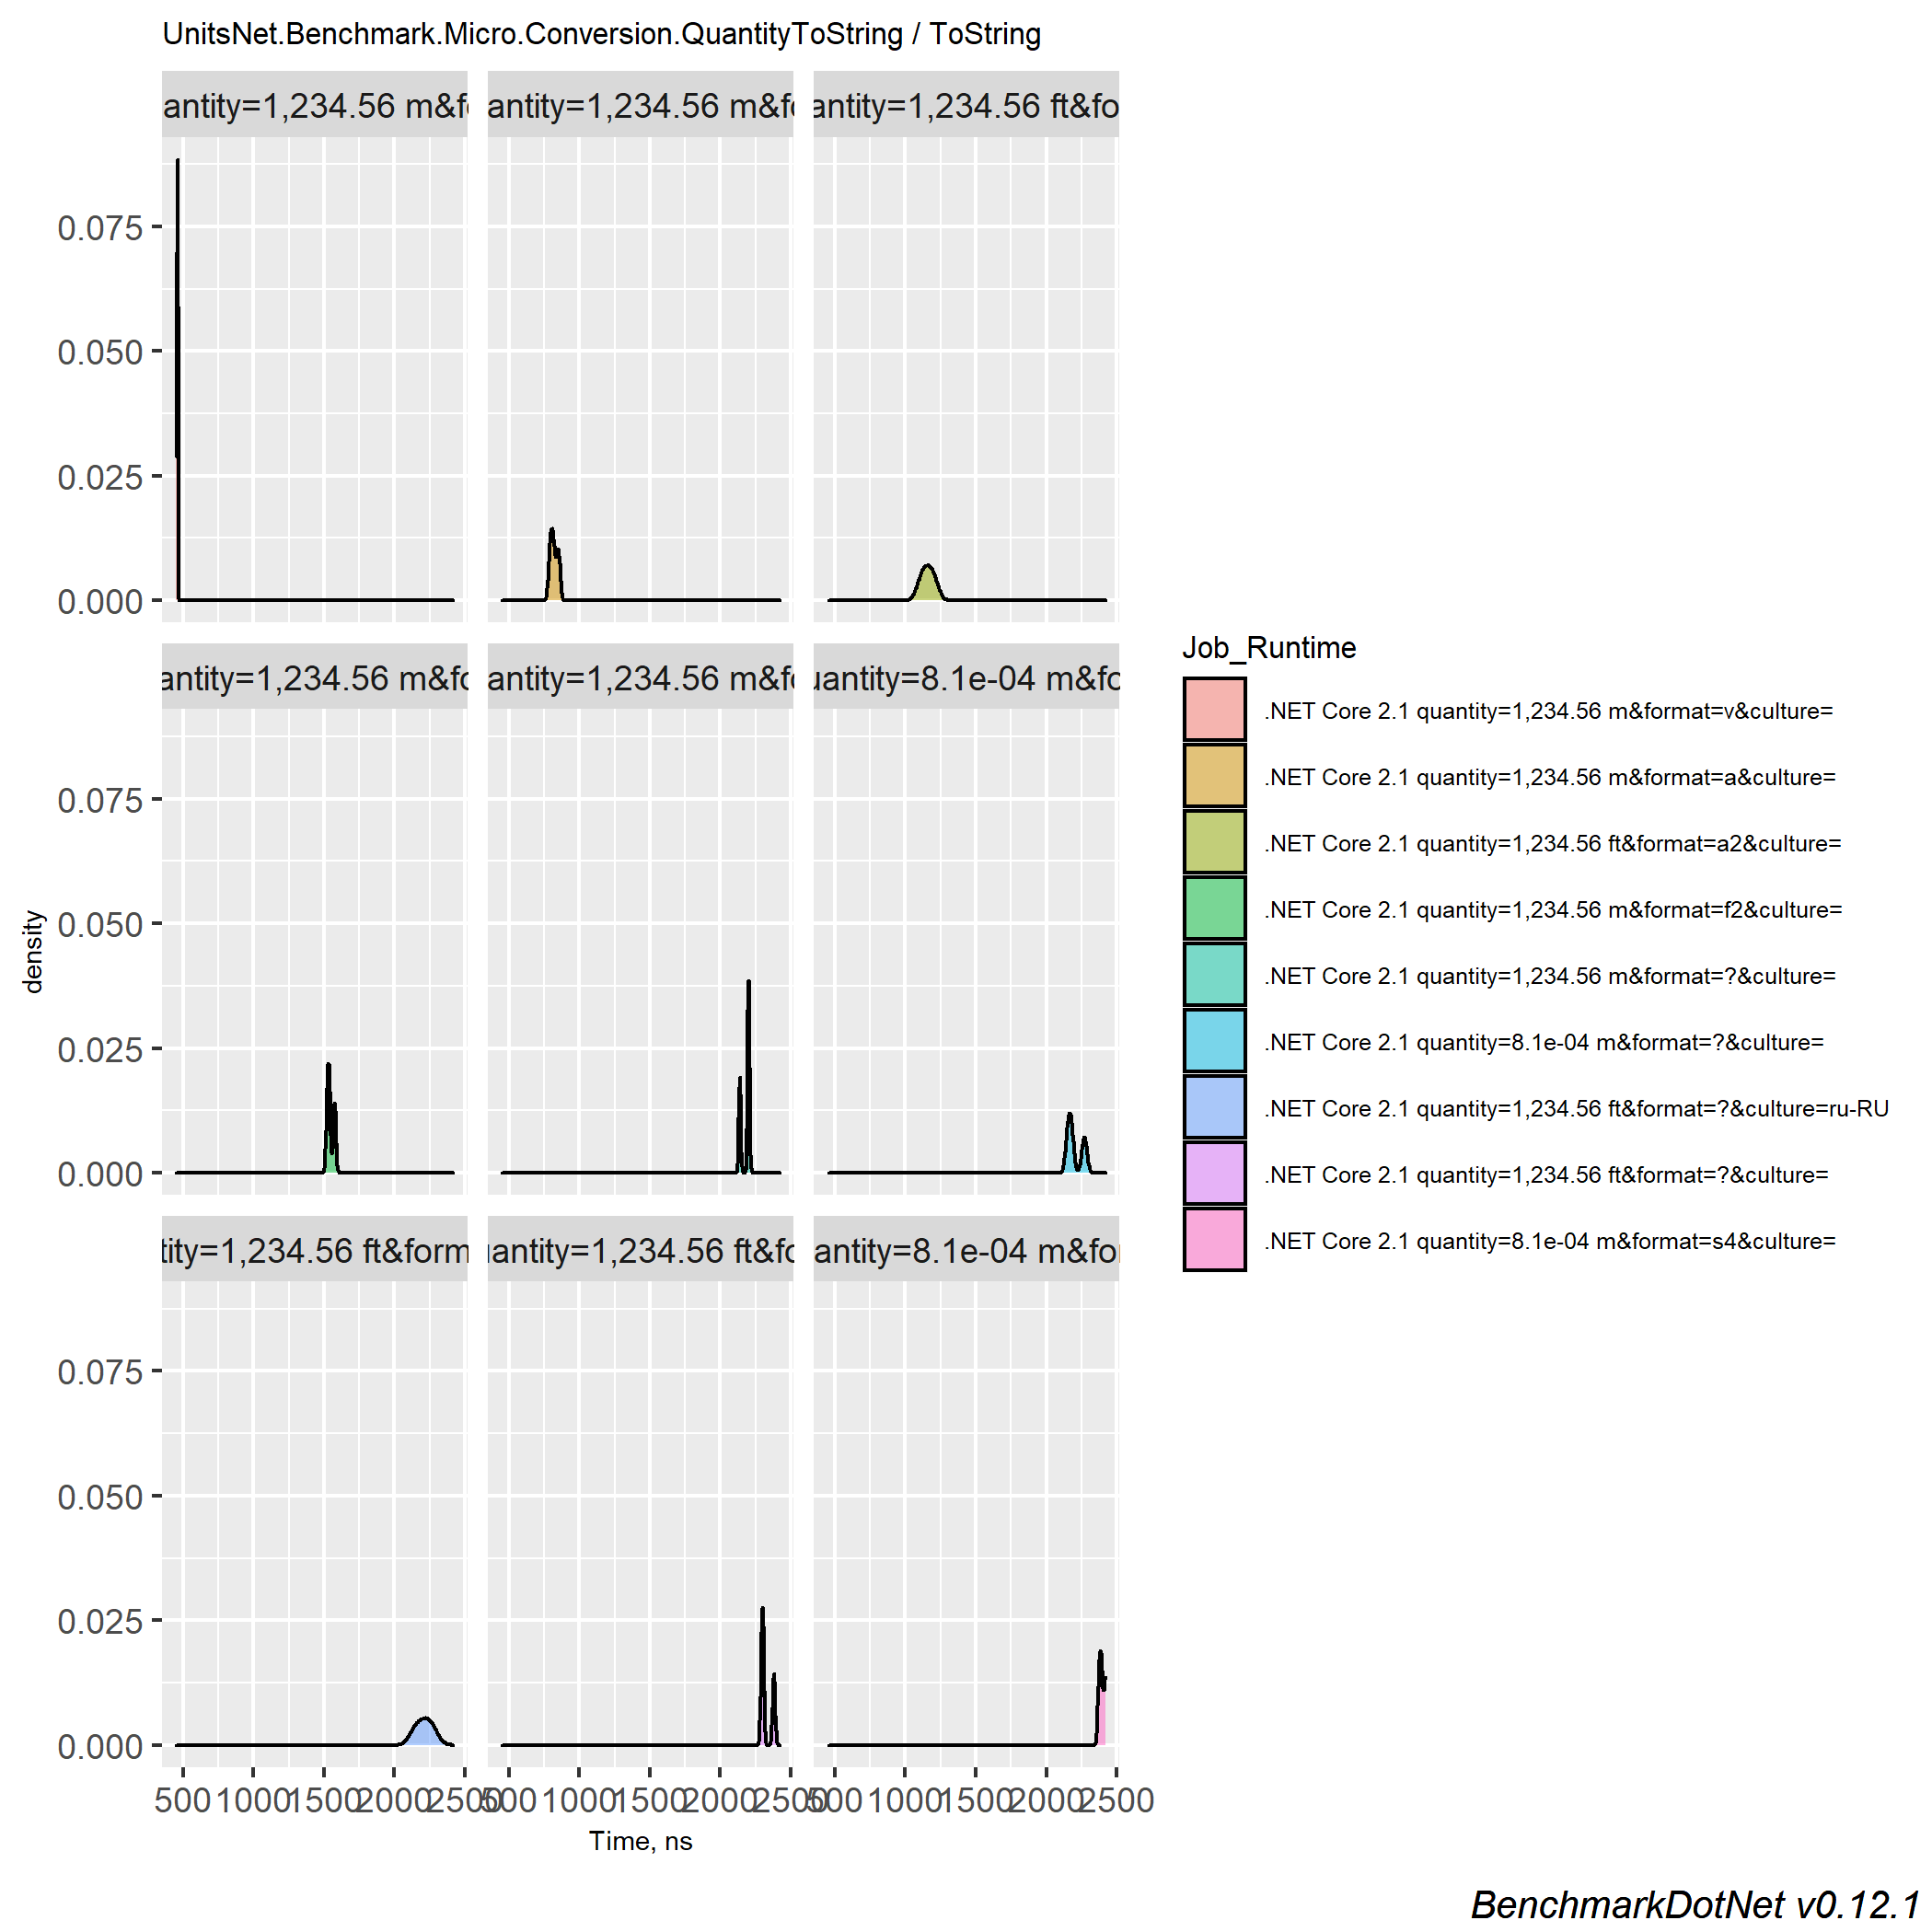 UnitsNet.Benchmark.Micro.Conversion.QuantityToString / ToString
antity=1,234.56 m&fo antity=1,234.56 m&fo antity=1,234.56 ft&fo
0.075
0.050
0.025
0.000
antity=1,234.56 m&fo antity=1,234.56 m&fo uantity=8.1e-04 m&fo
0.075
0.050
0.025
0.000
tity=1,234.56 ft&form uantity=1,234.56 ft&fo antity=8.1e-04 m&for
0.075
0.050
0.025
0.000
500 1000 1500 2000 2500 500 1000 1500 2000 2500 500 1000 1500 2000 2500
Time, ns
density
Job_Runtime
.NET Core 2.1 quantity=1,234.56 m&format=v&culture=
.NET Core 2.1 quantity=1,234.56 m&format=a&culture=
.NET Core 2.1 quantity=1,234.56 ft&format=a2&culture=
.NET Core 2.1 quantity=1,234.56 m&format=f2&culture=
.NET Core 2.1 quantity=1,234.56 m&format=?&culture=
.NET Core 2.1 quantity=8.1e-04 m&format=?&culture=
.NET Core 2.1 quantity=1,234.56 ft&format=?&culture=ru-RU
.NET Core 2.1 quantity=1,234.56 ft&format=?&culture=
.NET Core 2.1 quantity=8.1e-04 m&format=s4&culture=
BenchmarkDotNet v0.12.1